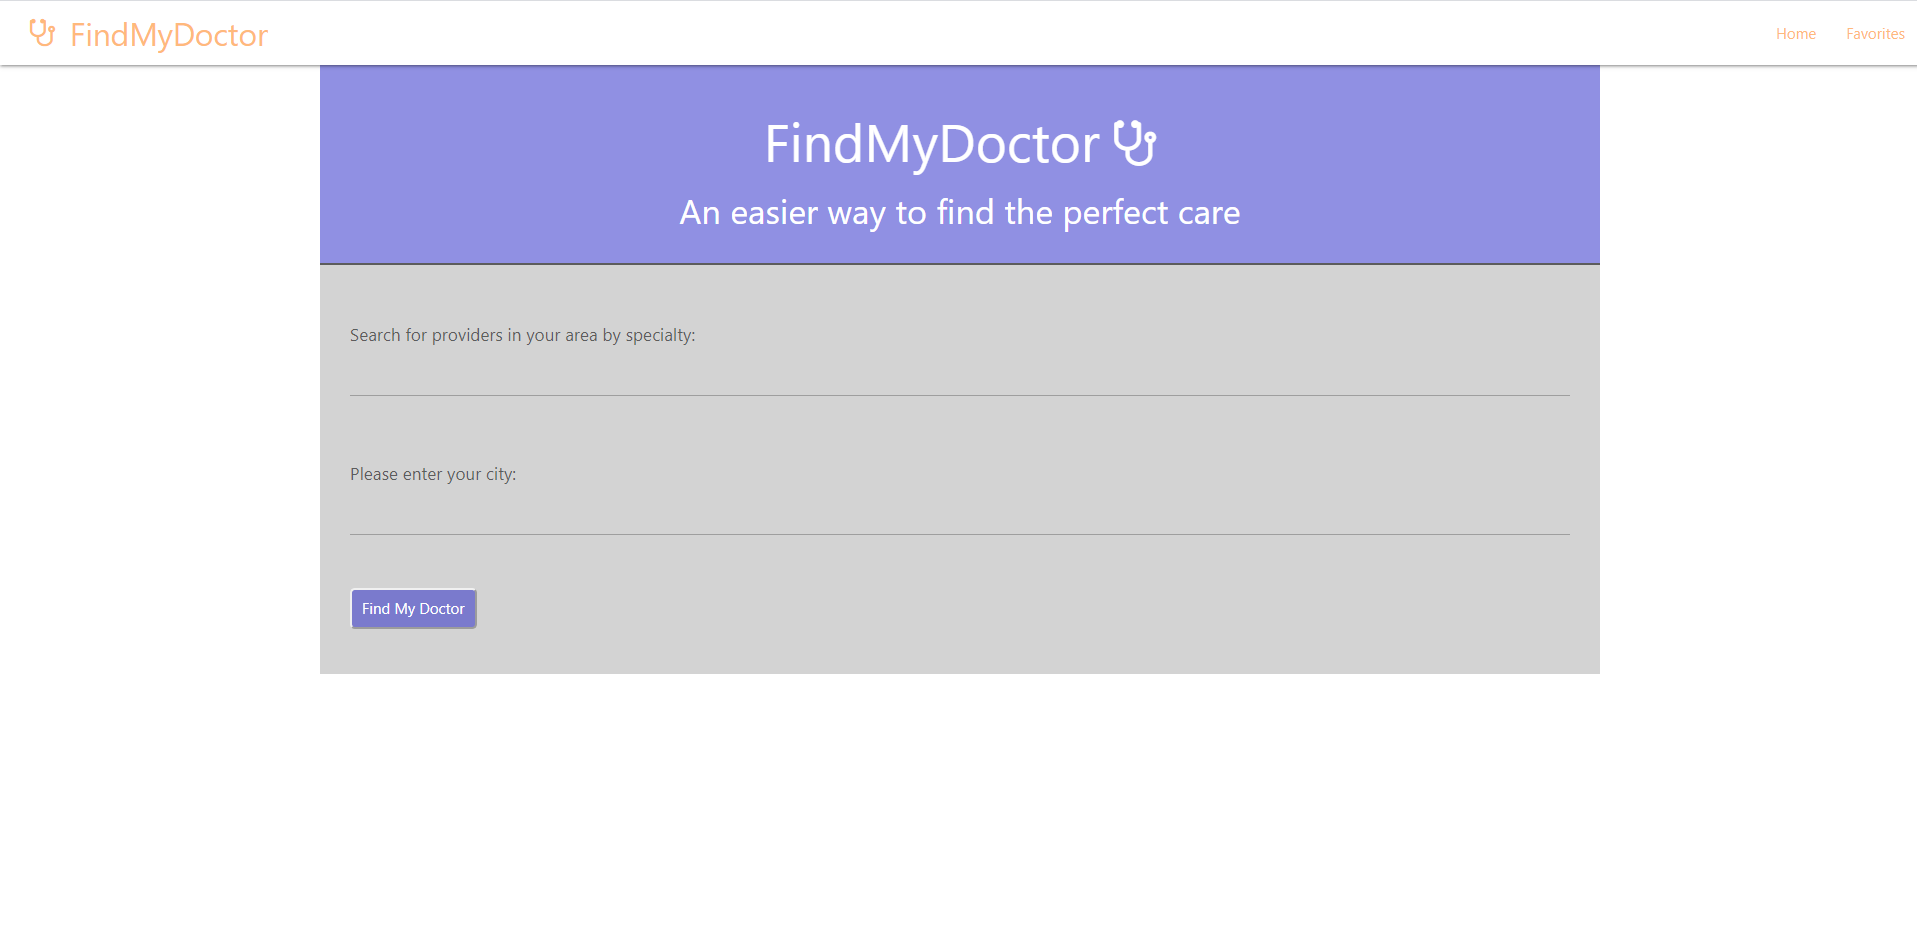 FindMyDoctor
Home Favorites
FindMyDoctor
An easier way to find the perfect care
Search for providers in your area by specialty:
Please enter your city:
Find My Doctor